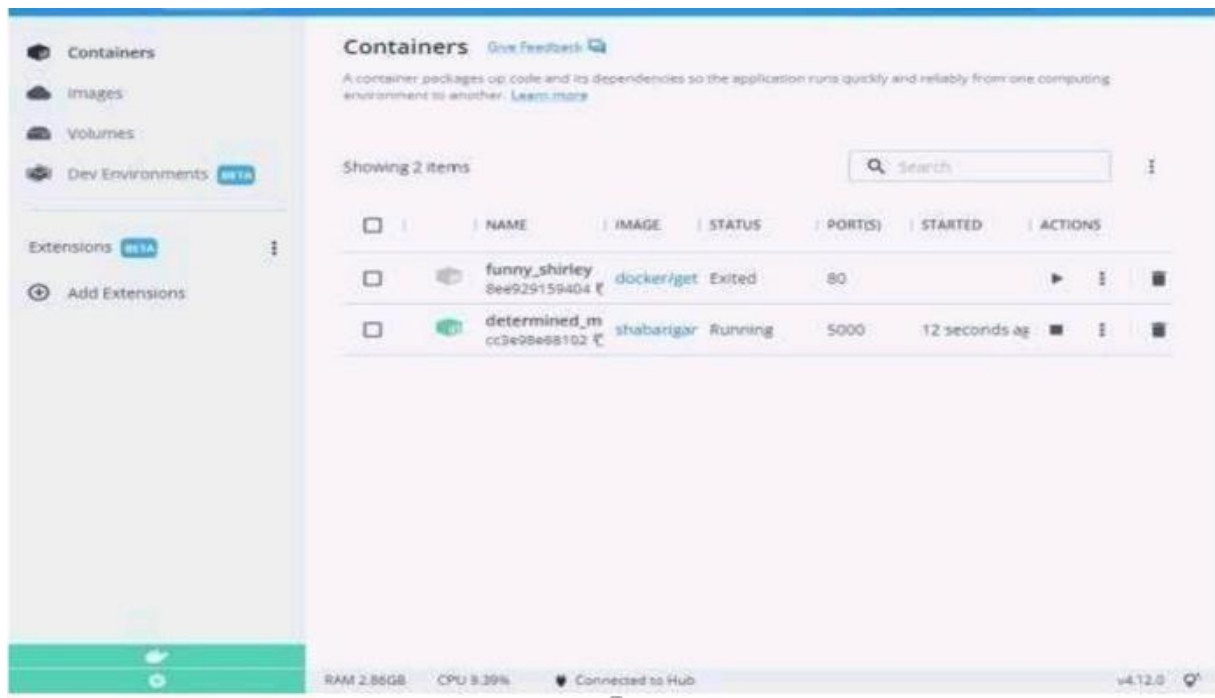 Containers
Images
Volumes
Dev Environments BETA
Extensions BETA
Add Extensions
Containers Give Feedback
A container packages up code and its dependencies so the application runs quickly and reliably from one computing
environment to another. Learn more
Showing 2 items
Search
NAME IMAGE STATUS PORT(S) STARTED ACTIONS
funny_shirley docker/get Exited 80
8ee929159404
determined_m shabarigar Running 5000 12 seconds ag
cc3e98e68102
RAM 2.86GB CPU 9.39% Connected to Hub v4.12.0